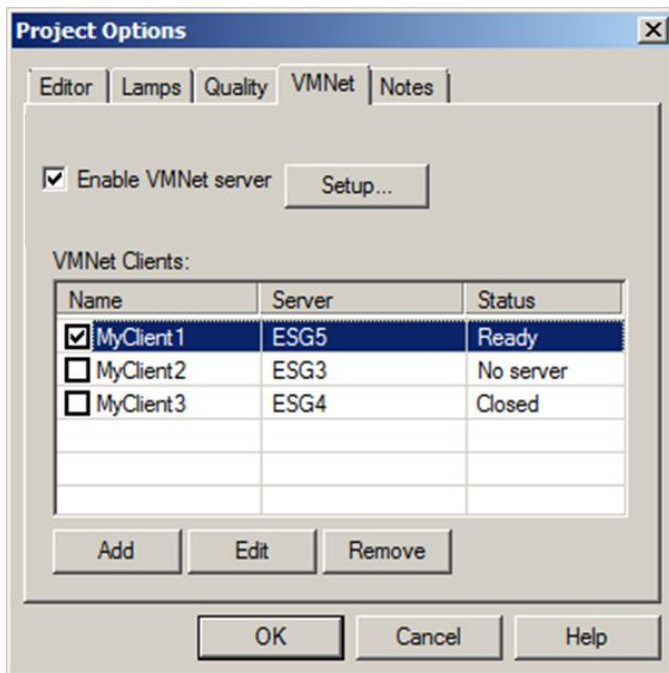 Project Options
Editor Lamps Quality VMNet Notes
Enable VMNet server Setup...
VMNet Clients:
Name Server Status
MyClient1 ESG5 Ready
MyClient2 ESG3 No server
MyClient3 ESG4 Closed
Add Edit Remove
OK Cancel Help